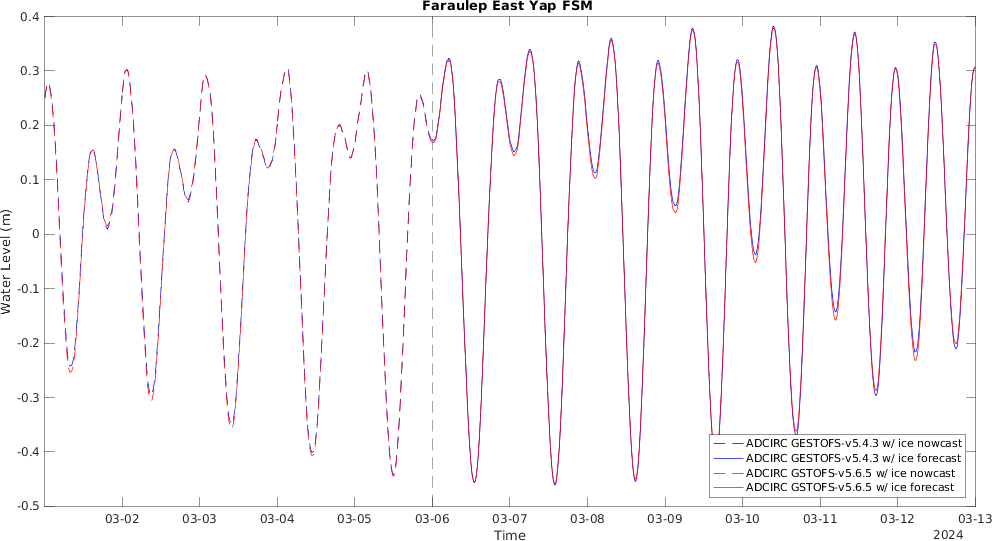 Faraulep East Yap FSM
Water Level (m)
0.4
0.3
0.2
0.1
0
-0.1
-0.2
-0.3
-0.4
-0.5
ADCIRC GESTOFS-v5.4.3 w/ ice nowcast
ADCIRC GESTOFS-v5.4.3 w/ ice forecast
ADCIRC GSTOFS-v5.6.5 w/ ice nowcast
ADCIRC GSTOFS-v5.6.5 w/ ice forecast
03-02 03-03 03-04 03-05 03-06 03-07 03-08 03-09 03-10 03-11 03-12 03-13
Time
2024